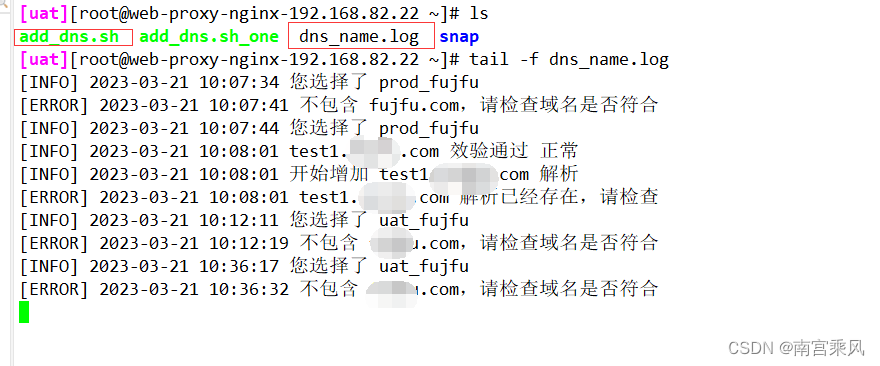 [uat][root@web-proxy-nginx-192.168.82.22 ~]# ls
add_dns.sh add_dns.sh_one dns_name.log snap
[uat][root@web-proxy-nginx-192.168.82.22 ~]# tail -f dns_name.log
[INFO] 2023-03-21 10:07:34 您选择了 prod_fujfu
[ERROR] 2023-03-21 10:07:41 不包含 fujfu.com, 请检查域名是否符合
[INFO] 2023-03-21 10:07:44 您选择了 prod_fujfu
[INFO] 2023-03-21 10:08:01 test1. .com 效验通过 正常
[INFO] 2023-03-21 10:08:01 开始增加 test1 com 解析
[ERROR] 2023-03-21 10:08:01 test1. com 解析已经存在, 请检查
[INFO] 2023-03-21 10:12:11 您选择了 uat_fujfu
[ERROR] 2023-03-21 10:12:19 不包含 .com, 请检查域名是否符合
[INFO] 2023-03-21 10:36:17 您选择了 uat_fujfu
[ERROR] 2023-03-21 10:36:32 不包含 .com, 请检查域名是否符合
CSDN @南宫乘风